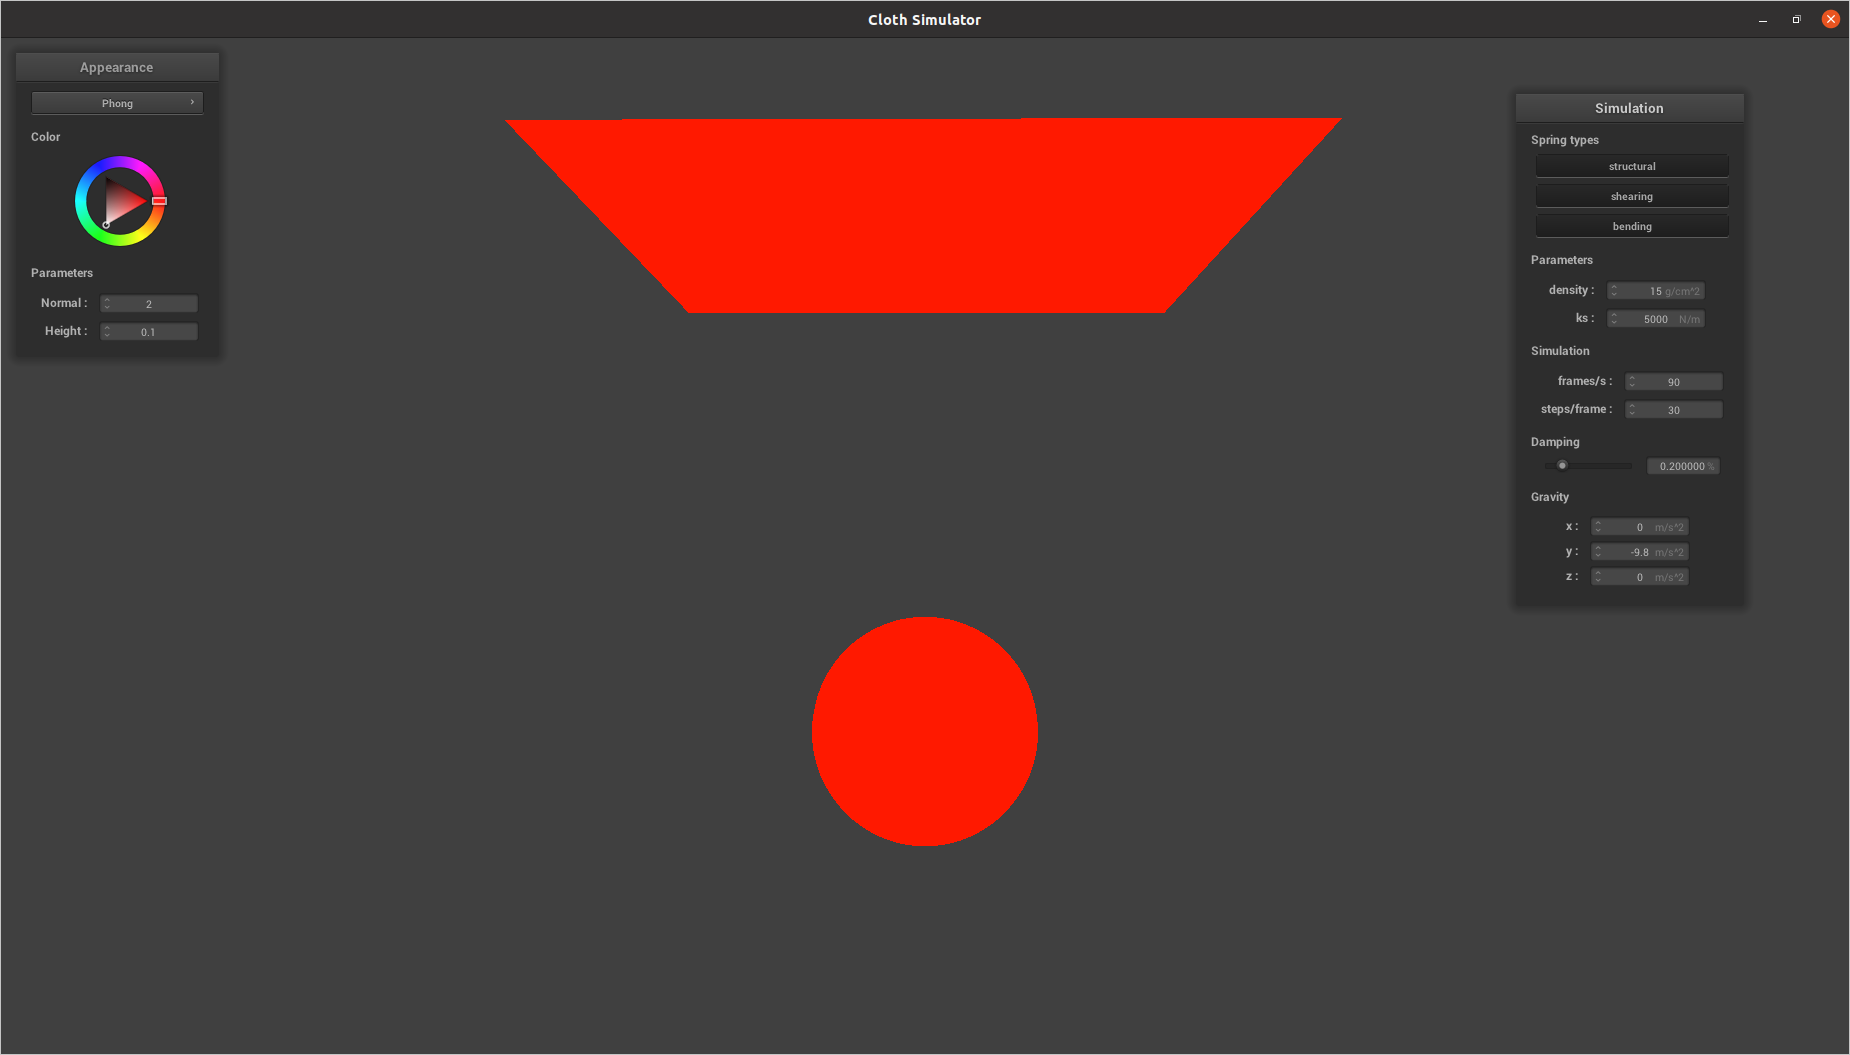 Cloth Simulator
Appearance
Phong
Color
Parameters
Normal : 2
Height : 0.1
Simulation
Spring types
structural
shearing
bending
Parameters
density : 15 g/cm^2
ks : 5000 N/m
Simulation
frames/s : 90
steps/frame : 30
Damping
0.200000 %
Gravity
x : 0 m/s^2
y : -9.8 m/s^2
z : 0 m/s^2